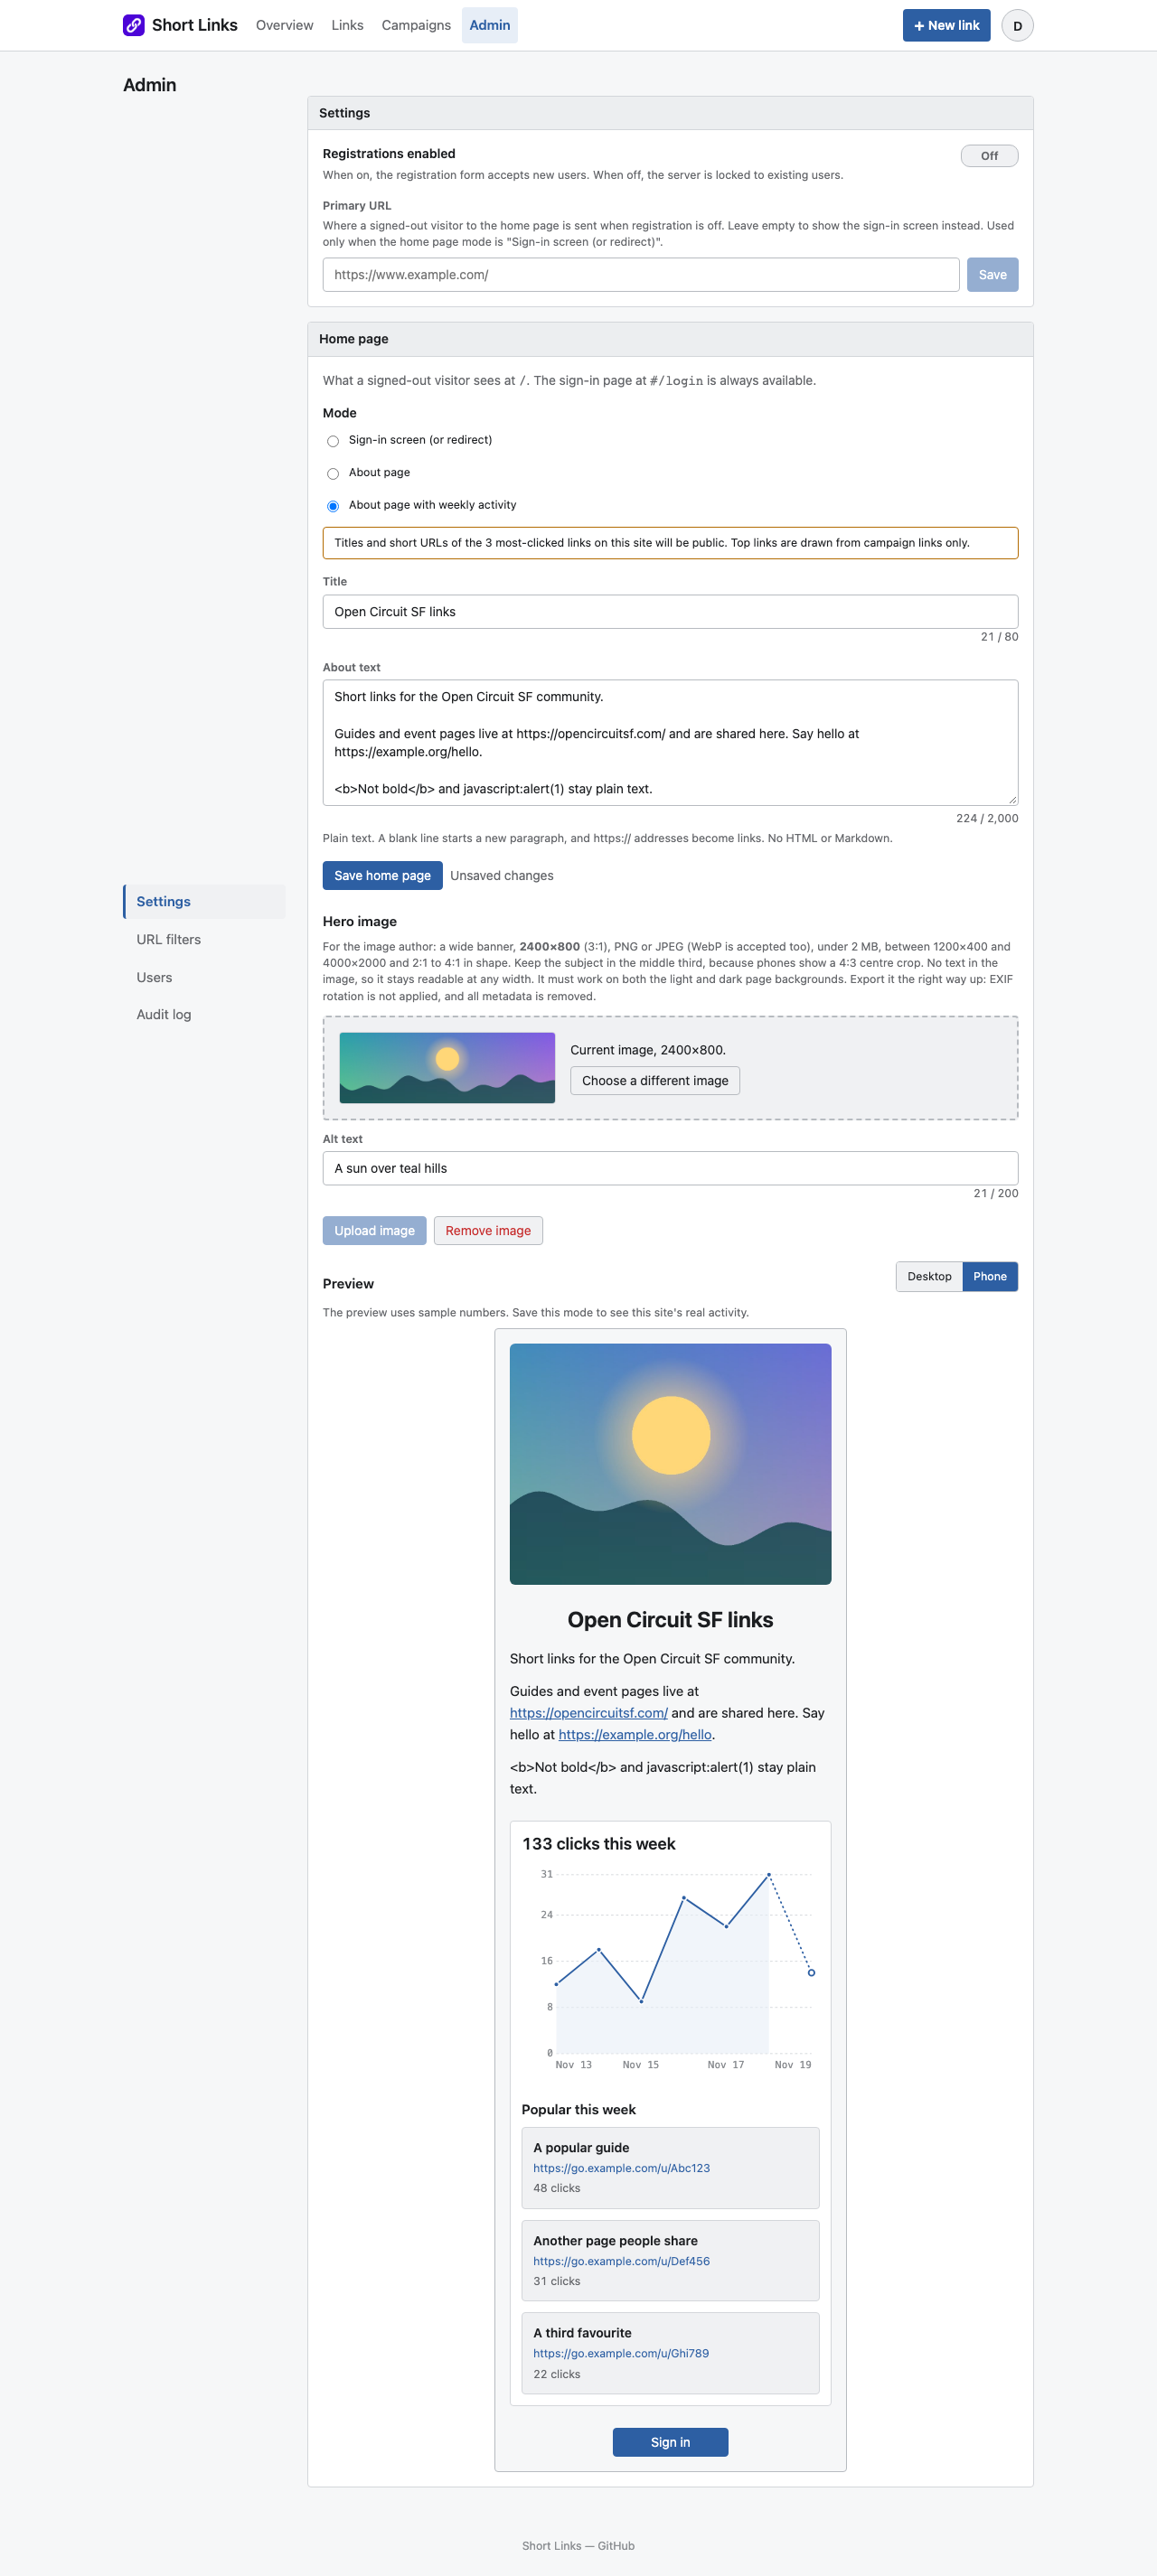 Short Links
Overview
Links
Campaigns
Admin
+ New link
D
Admin
Settings
URL filters
Users
Audit log
Settings
Registrations enabled
Off
When on, the registration form accepts new users. When off, the server is locked to existing users.
Primary URL
Where a signed-out visitor to the home page is sent when registration is off. Leave empty to show the sign-in screen instead. Used
only when the home page mode is "Sign-in screen (or redirect)".
https://www.example.com/
Save
Home page
What a signed-out visitor sees at /. The sign-in page at #/login is always available.
Mode
Sign-in screen (or redirect)
About page
About page with weekly activity
Titles and short URLs of the 3 most-clicked links on this site will be public. Top links are drawn from campaign links only.
Title
Open Circuit SF links
21 / 80
About text
Short links for the Open Circuit SF community.
Guides and event pages live at https://opencircuitsf.com/ and are shared here. Say hello at
https://example.org/hello.
<b>Not bold</b> and javascript:alert(1) stay plain text.
224 / 2,000
Plain text. A blank line starts a new paragraph, and https:// addresses become links. No HTML or Markdown.
Save home page
Unsaved changes
Hero image
For the image author: a wide banner, 2400×800 (3:1), PNG or JPEG (WebP is accepted too), under 2 MB, between 1200×400 and
4000×2000 and 2:1 to 4:1 in shape. Keep the subject in the middle third, because phones show a 4:3 centre crop. No text in the
image, so it stays readable at any width. It must work on both the light and dark page backgrounds. Export it the right way up: EXIF
rotation is not applied, and all metadata is removed.
Current image, 2400×800.
Choose a different image
Alt text
A sun over teal hills
21 / 200
Upload image
Remove image
Preview
Desktop
Phone
The preview uses sample numbers. Save this mode to see this site's real activity.
Open Circuit SF links
Short links for the Open Circuit SF community.
Guides and event pages live at
https://opencircuitsf.com/ and are shared here. Say
hello at https://example.org/hello.
<b>Not bold</b> and javascript:alert(1) stay plain
text.
133 clicks this week
31
24
16
8
0
Nov 13
Nov 15
Nov 17
Nov 19
Popular this week
A popular guide
https://go.example.com/u/Abc123
48 clicks
Another page people share
https://go.example.com/u/Def456
31 clicks
A third favourite
https://go.example.com/u/Ghi789
22 clicks
Sign in
Short Links — GitHub